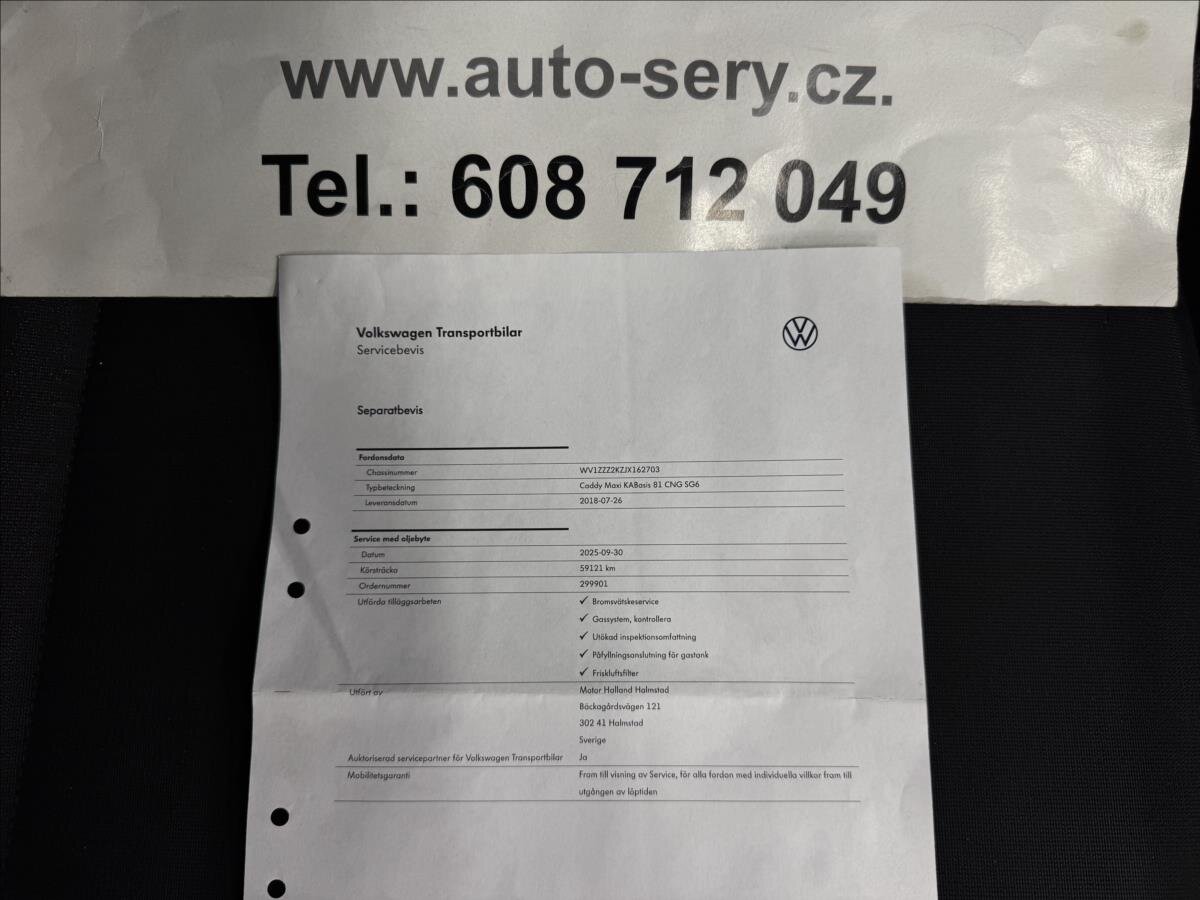 www.auto-sery.cz.
Tel.: 608 712 049
Volkswagen Transportbilar
Servicebevis
Separatbevis
Fordonsdata
Chassinummer WV1ZZZ2KZJX162703
Typbeteckning Caddy Maxi KABasis 81 CNG SG6
Leveransdatum 2018-07-26
Service med oljebyte
Datum 2025-09-30
Körsträcka 59121 km
Ordernummer 299901
Utförda tilläggsarbeten ✓ Bromsvätskeservice
✓ Gassystem, kontrollera
✓ Utökad inspektionsomfattning
✓ Påfyllningsanslutning för gastank
✓ Friskluftsfilter
Utfört av Motor Halland Halmstad
Bäckagårdsvägen 121
302 41 Halmstad
Sverige
Auktoriserad servicepartner för Volkswagen Transportbilar Ja
Mobilitetsgaranti Fram till visning av Service, för alla fordon med individuella villkor fram till
utgången av löptiden